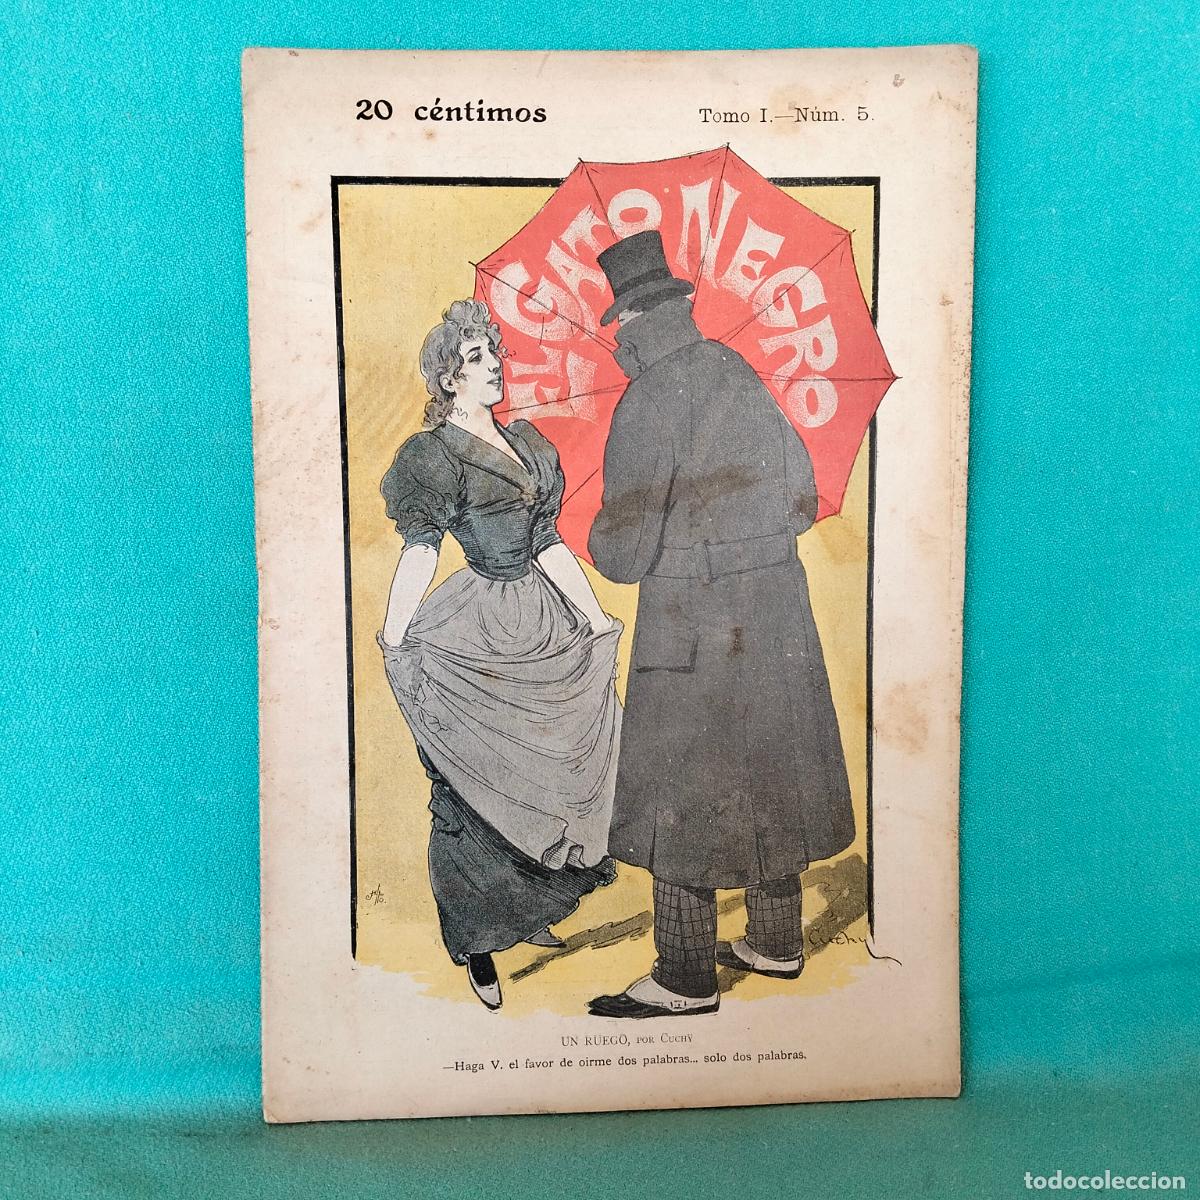 20 céntimos
Tomo I.—Núm. 5.
EL GATO NEGRO
Cuchy
UN RUEGO, POR CUCHY
—Haga V. el favor de oirme dos palabras... solo dos palabras.
todocoleccion